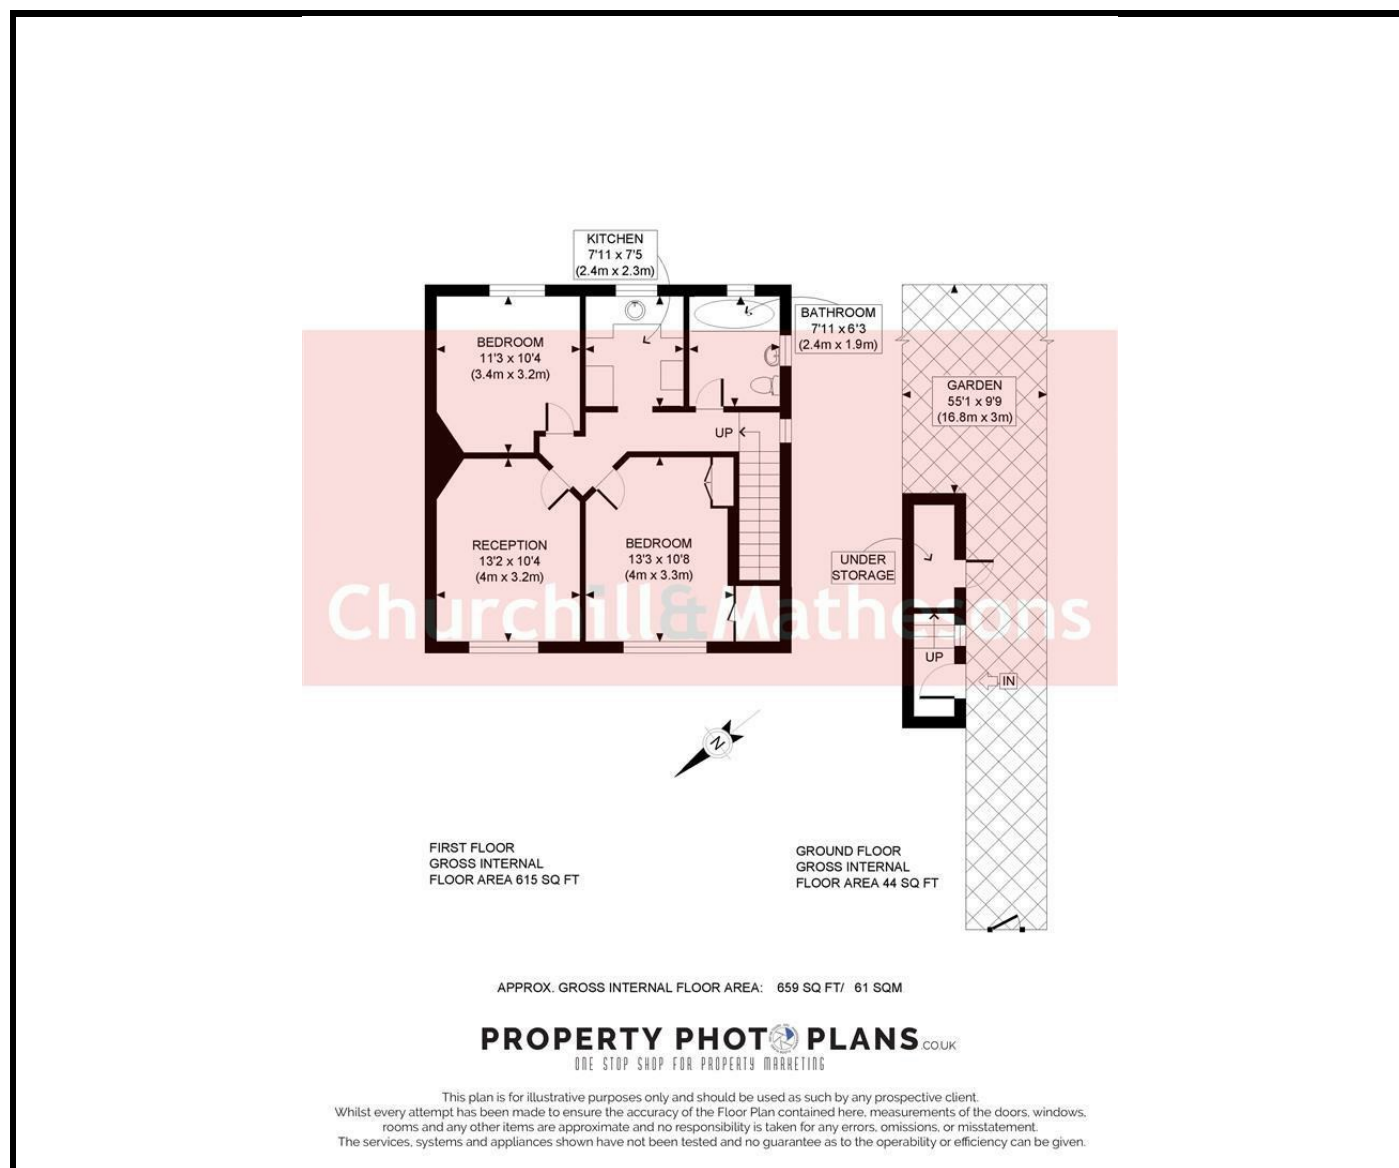 KITCHEN
7'11 x 7'5
(2.4m x 2.3m)
BEDROOM
11'3 x 10'4
(3.4m x 3.2m)
BATHROOM
7'11 x 6'3
(2.4m x 1.9m)
GARDEN
55'1 x 9'9
(16.8m x 3m)
UP
RECEPTION
13'2 x 10'4
(4m x 3.2m)
BEDROOM
13'3 x 10'8
(4m x 3.3m)
UNDER
STORAGE
Churchill&Mathesons
UP
IN
N
FIRST FLOOR
GROSS INTERNAL
FLOOR AREA 615 SQ FT
GROUND FLOOR
GROSS INTERNAL
FLOOR AREA 44 SQ FT
APPROX. GROSS INTERNAL FLOOR AREA: 659 SQ FT/ 61 SQM
PROPERTY PHOTO PLANS.CO.UK
ONE STOP SHOP FOR PROPERTY MARKETING
This plan is for illustrative purposes only and should be used as such by any prospective client.
Whilst every attempt has been made to ensure the accuracy of the Floor Plan contained here, measurements of the doors, windows,
rooms and any other items are approximate and no responsibility is taken for any errors, omissions, or misstatement.
The services, systems and appliances shown have not been tested and no guarantee as to the operability or efficiency can be given.